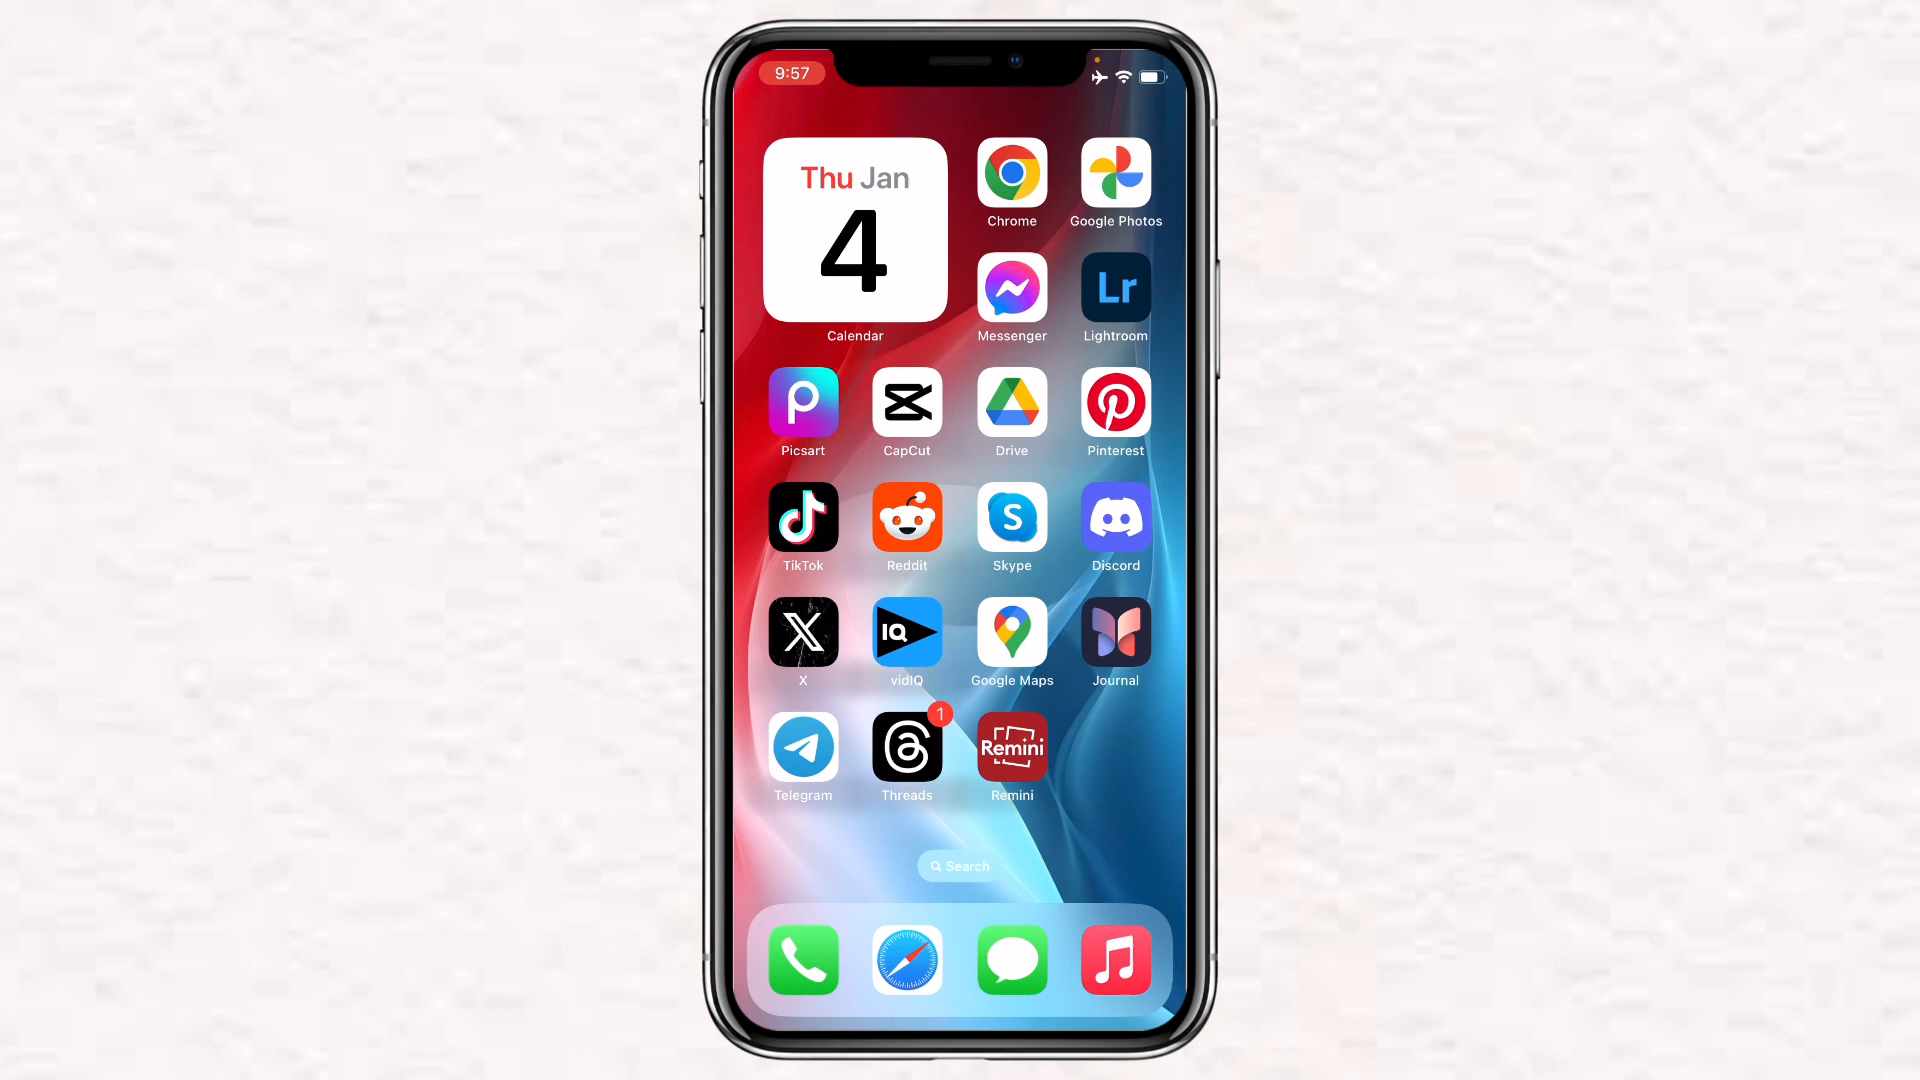 9:57
Thu Jan
4
Calendar
Chrome
Google Photos
Messenger
Lr
Lightroom
Picsart
CapCut
Drive
Pinterest
TikTok
Reddit
S
Skype
Discord
X
IQ
vidIQ
Google Maps
Journal
Telegram
1
Threads
Remini
Remini
Search